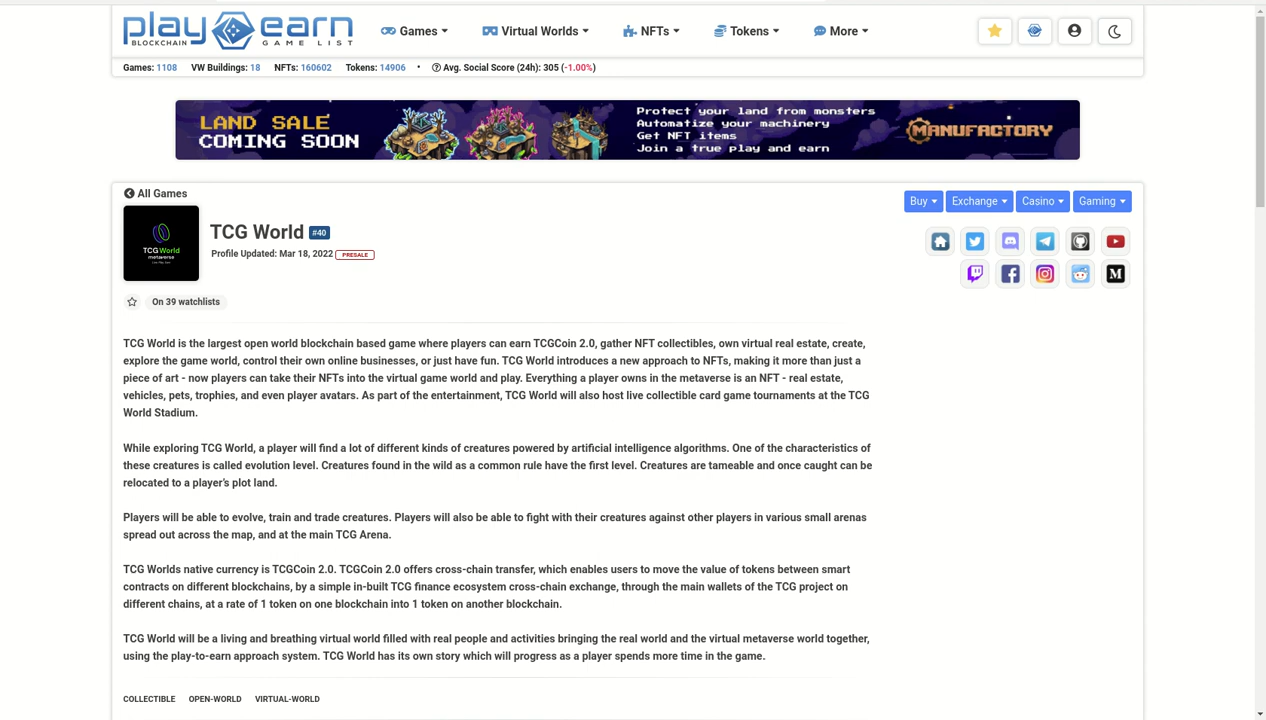 play earn
BLOCKCHAIN GAME LIST
Games
Virtual Worlds
NFTs
Tokens
More
Games: 1108 VW Buildings: 18 NFTs: 160602 Tokens: 14906 • Avg. Social Score (24h): 305 (-1.00%)
LAND SALE
COMING SOON
Protect your land from monsters
Automatize your machinery
Get NFT items
Join a true play and earn
MANUFACTORY
All Games
Buy
Exchange
Casino
Gaming
TCG World
metaverse
TCG World #40
Profile Updated: Mar 18, 2022 PRESALE
On 39 watchlists
TCG World is the largest open world blockchain based game where players can earn TCGCoin 2.0, gather NFT collectibles, own virtual real estate, create,
explore the game world, control their own online businesses, or just have fun. TCG World introduces a new approach to NFTs, making it more than just a
piece of art - now players can take their NFTs into the virtual game world and play. Everything a player owns in the metaverse is an NFT - real estate,
vehicles, pets, trophies, and even player avatars. As part of the entertainment, TCG World will also host live collectible card game tournaments at the TCG
World Stadium.
While exploring TCG World, a player will find a lot of different kinds of creatures powered by artificial intelligence algorithms. One of the characteristics of
these creatures is called evolution level. Creatures found in the wild as a common rule have the first level. Creatures are tameable and once caught can be
relocated to a player's plot land.
Players will be able to evolve, train and trade creatures. Players will also be able to fight with their creatures against other players in various small arenas
spread out across the map, and at the main TCG Arena.
TCG Worlds native currency is TCGCoin 2.0. TCGCoin 2.0 offers cross-chain transfer, which enables users to move the value of tokens between smart
contracts on different blockchains, by a simple in-built TCG finance ecosystem cross-chain exchange, through the main wallets of the TCG project on
different chains, at a rate of 1 token on one blockchain into 1 token on another blockchain.
TCG World will be a living and breathing virtual world filled with real people and activities bringing the real world and the virtual metaverse world together,
using the play-to-earn approach system. TCG World has its own story which will progress as a player spends more time in the game.
COLLECTIBLE OPEN-WORLD VIRTUAL-WORLD